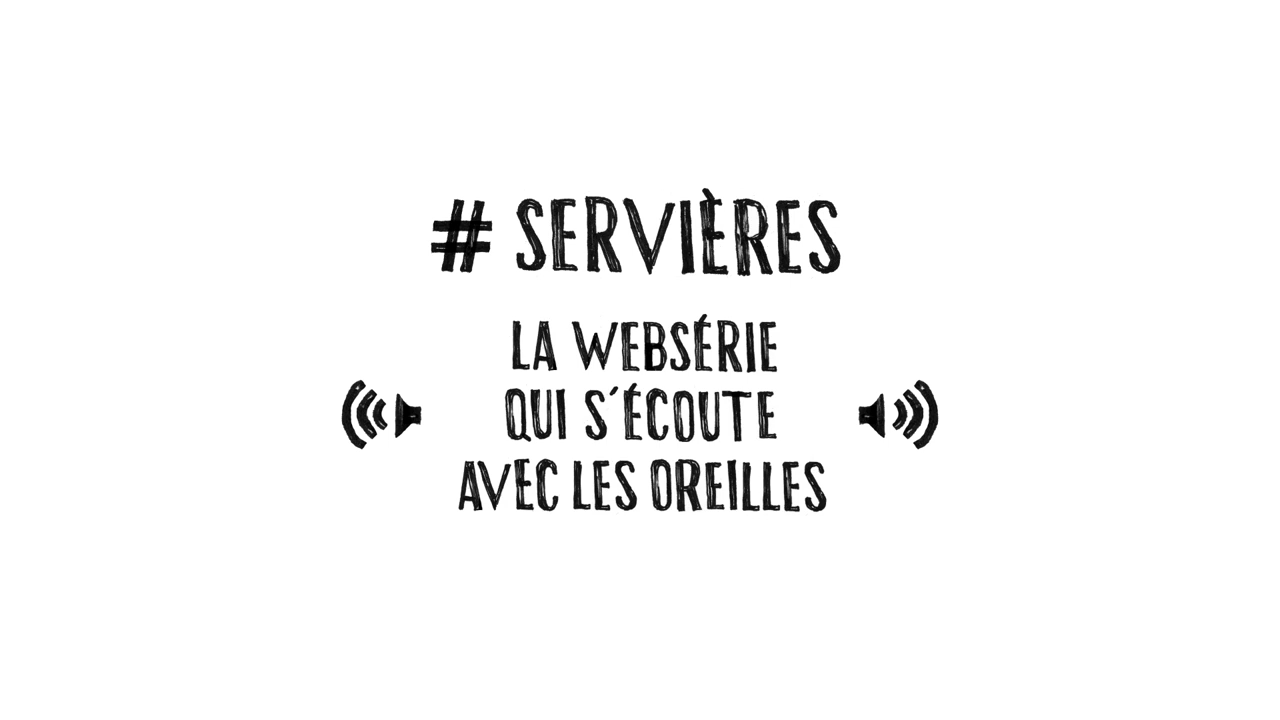 # SERVIÈRES
LA WEBSÉRIE
QUI S'ÉCOUTE
AVEC LES OREILLES